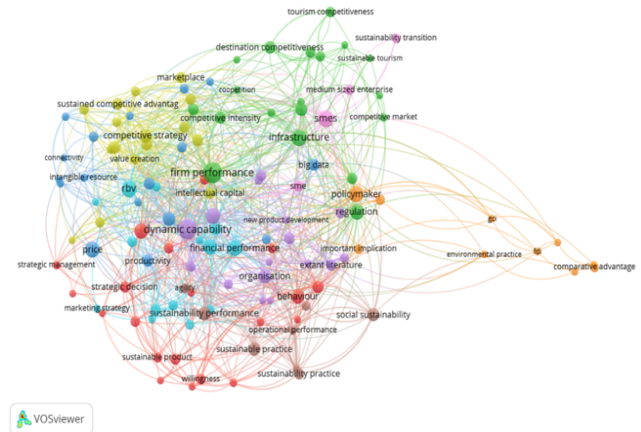 tourism competitiveness
sustainability transition
destination competitiveness
sustainable tourism
marketplace
coopetition
medium sized enterprise
sustained competitive advantag
competitive intensity
smes
competitive market
competitive strategy
infrastructure
connectivity
value creation
big data
firm performance
intangible resource
rbv
intellectual capital
sme
policymaker
regulation
new product development
go
dynamic capability
price
financial performance
important implication
environmental practice
to
strategic management
productivity
extant literature
comparative advantage
organisation
strategic decision
agility
behaviour
marketing strategy
sustainability performance
social sustainability
operational performance
sustainable product
sustainable practice
willingness
sustainability practice
VOSviewer